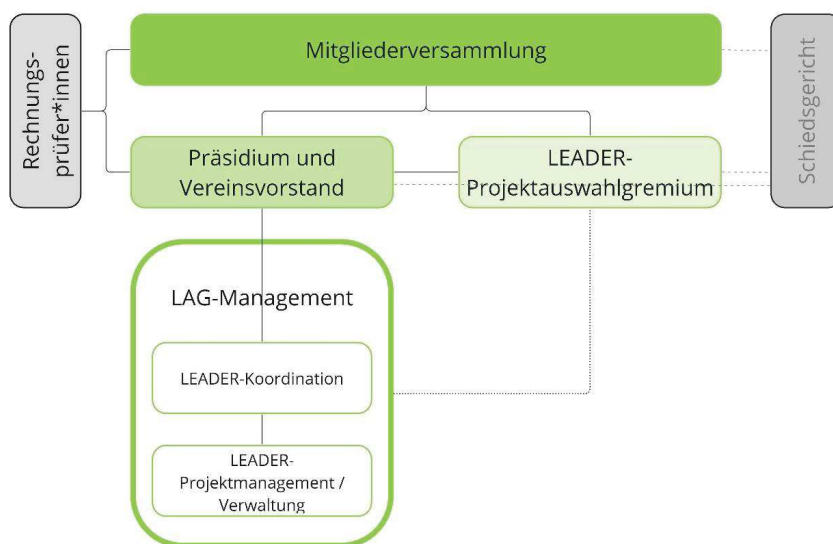 Rechnungs-
prüfer*innen
Mitgliederversammlung
Schiedsgericht
Präsidium und
Vereinsvorstand
LEADER-
Projektauswahlgremium
LAG-Management
LEADER-Koordination
LEADER-
Projektmanagement /
Verwaltung